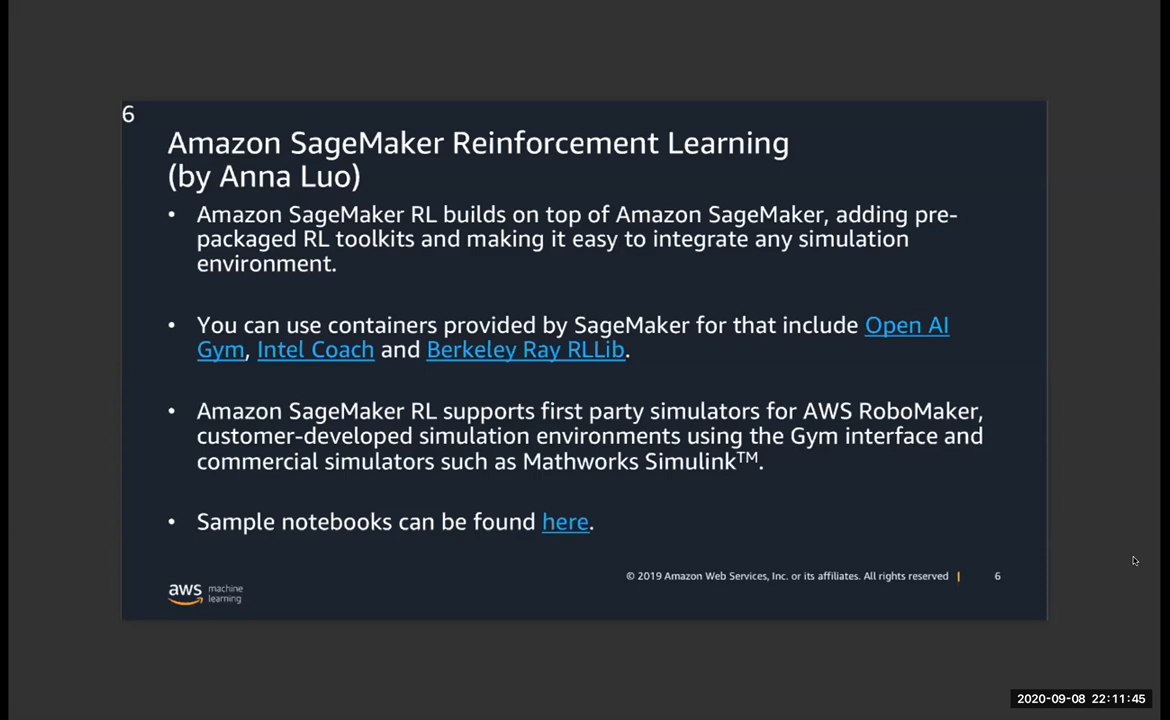 6
Amazon SageMaker Reinforcement Learning
(by Anna Luo)
• Amazon SageMaker RL builds on top of Amazon SageMaker, adding pre-
packaged RL toolkits and making it easy to integrate any simulation
environment.
• You can use containers provided by SageMaker for that include Open AI
Gym, Intel Coach and Berkeley Ray RLLib.
• Amazon SageMaker RL supports first party simulators for AWS RoboMaker,
customer-developed simulation environments using the Gym interface and
commercial simulators such as Mathworks Simulink™.
• Sample notebooks can be found here.
© 2019 Amazon Web Services, Inc. or its affiliates. All rights reserved | 6
aws machine
learning
2020-09-08 22:11:45